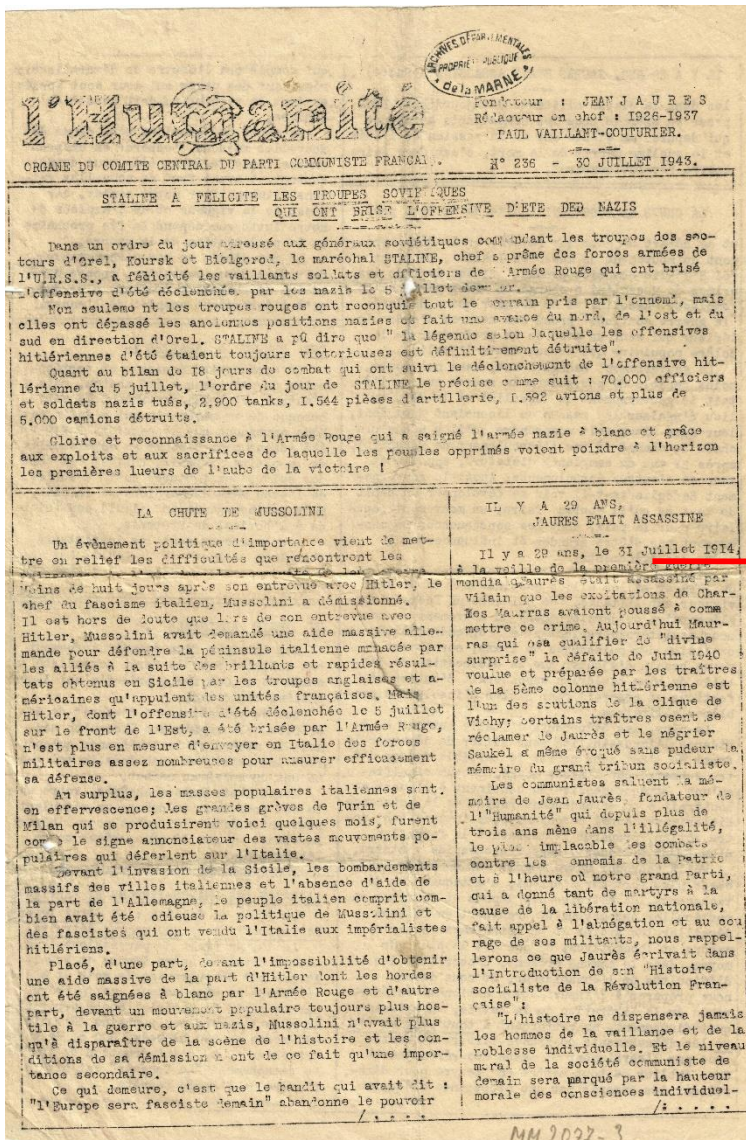 ARCHIVES DEPARTEMENTALES
PROPRIETE PUBLIQUE
de la MARNE
l'Humanité
Fondateur : JEAN JAURES
Rédacteur en chef : I926-I937
PAUL VAILLANT-COUTURIER.
ORGANE DU COMITE CENTRAL DU PARTI COMMUNISTE FRANCAI .
N° 236 - 30 JUILLET I943.
STALINE A FELICITE LES TROUPES SOVIETIQUES
QUI ONT BRISE L'OFFENSIVE D'ETE DED NAZIS
Dans un ordre du jour adressé aux généraux soviétiques commandant les troupes des sec-
teurs d'Orel, Koursk et Bielgorod, le maréchal STALINE, chef suprême des forces armées de
l'U.R.S.S., a félicité les vaillants soldats et officiers de l'Armée Rouge qui ont brisé
l'offensive d'été déclenchée par les nazis le 5 juillet dernier.
Non seuleme nt les troupes rouges ont reconquis tout le terrain pris par l'ennemi, mais
elles ont dépassé les anciennes positions nazies et fait une avance du nord, de l'est et du
sud en direction d'Orel. STALINE a pû dire que " la légende selon laquelle les offensives
hitlériennes d'été étaient toujours victorieuses est définitivement détruite".
Quant au bilan de I8 jours de combat qui ont suivi le déclenchement de l'offensive hit-
lérienne du 5 juillet, l'ordre du jour de STALINE le précise comme suit : 70.000 officiers
et soldats nazis tués, 2.900 tanks, I.544 pièces d'artillerie, I.392 avions et plus de
5.000 camions détruits.
Gloire et reconnaissance à l'Armée Rouge qui a saigné l'armée nazie à blanc et grâce
aux exploits et aux sacrifices de laquelle les peuples opprimés voient poindre à l'horizon
les premières lueurs de l'aube de la victoire !
LA CHUTE DE MUSSOLINI
Un évènement politique d'importance vient de met-
tre en relief les difficultés que rencontrent les
Moins de huit jours après son entrevue avec Hitler, le
chef du fascisme italien, Mussolini a démissionné.
Il est hors de doute que lors de son entrevue avec
Hitler, Mussolini avait demandé une aide massive alle-
mande pour défendre la péninsule italienne menacée par
les alliés à la suite des brillants et rapides résul-
tats obtenus en Sicile par les troupes anglaises et a-
méricaines qu'appuient des unités françaises. Mais
Hitler, dont l'offensive d'été déclenchée le 5 juillet
sur le front de l'Est, a été brisée par l'Armée Rouge,
n'est plus en mesure d'envoyer en Italie des forces
militaires assez nombreuses pour assurer efficacement
sa défense.
Au surplus, les masses populaires italiennes sont
en effervescence; les grandes grèves de Turin et de
Milan qui se produisirent voici quelques mois, furent
comme le signe annonciateur des vastes mouvements po-
pulaires qui déferlent sur l'Italie.
Devant l'invasion de la Sicile, les bombardements
massifs des villes italiennes et l'absence d'aide de
la part de l'Allemagne, le peuple italien comprit com-
bien avait été odieuse la politique de Mussolini et
des fascistes qui ont vendu l'Italie aux impérialistes
hitlériens.
Placé, d'une part, devant l'impossibilité d'obtenir
une aide massive de la part d'Hitler dont les hordes
ont été saignées à blanc par l'Armée Rouge et d'autre
part, devant un mouvement populaire toujours plus hos-
tile à la guerre et aux nazis, Mussolini n'avait plus
qu'à disparaître de la scène de l'histoire et les con-
ditions de sa démission n'ont de ce fait qu'une impor-
tance secondaire.
Ce qui demeure, c'est que le bandit qui avait dit :
"l'Europe sera fasciste demain" abandonne le pouvoir
/. . . .
IL Y A 29 ANS,
JAURES ETAIT ASSASSINE
Il y a 29 ans, le 3I Juillet I9I4,
à la veille de la première guerre
mondiale, Jaurès était assassiné par
Vilain que les excitations de Char-
les Maurras avaient poussé à comm
mettre ce crime. Aujourd'hui Maur-
ras qui osa qualifier de "divine
surprise" la défaite de Juin I940
voulue et préparée par les traîtres
de la 5ème colonne hitlérienne est
l'un des soutiens de la clique de
Vichy; certains traîtres osent se
réclamer de Jaurès et le négrier
Saukel a même évoqué sans pudeur la
mémoire du grand tribun socialiste.
Les communistes saluent la mé-
moire de Jean Jaurès, fondateur de
l'"Humanité" qui depuis plus de
trois ans mène dans l'illégalité,
le plus implacable des combats
contre les ennemis de la Patrie
et à l'heure où notre grand Parti,
qui a donné tant de martyrs à la
cause de la libération nationale,
fait appel à l'abnégation et au cou
rage de ses militants, nous rappel-
lerons ce que Jaurès écrivait dans
l'Introduction de son "Histoire
socialiste de la Révolution Fran-
çaise":
"L'histoire ne dispensera jamais
les hommes de la vaillance et de la
noblesse individuelle. Et le niveau
moral de la société communiste de
demain sera marqué par la hauteur
morale des consciences individuel-
/: . . . .
MM 2037-3